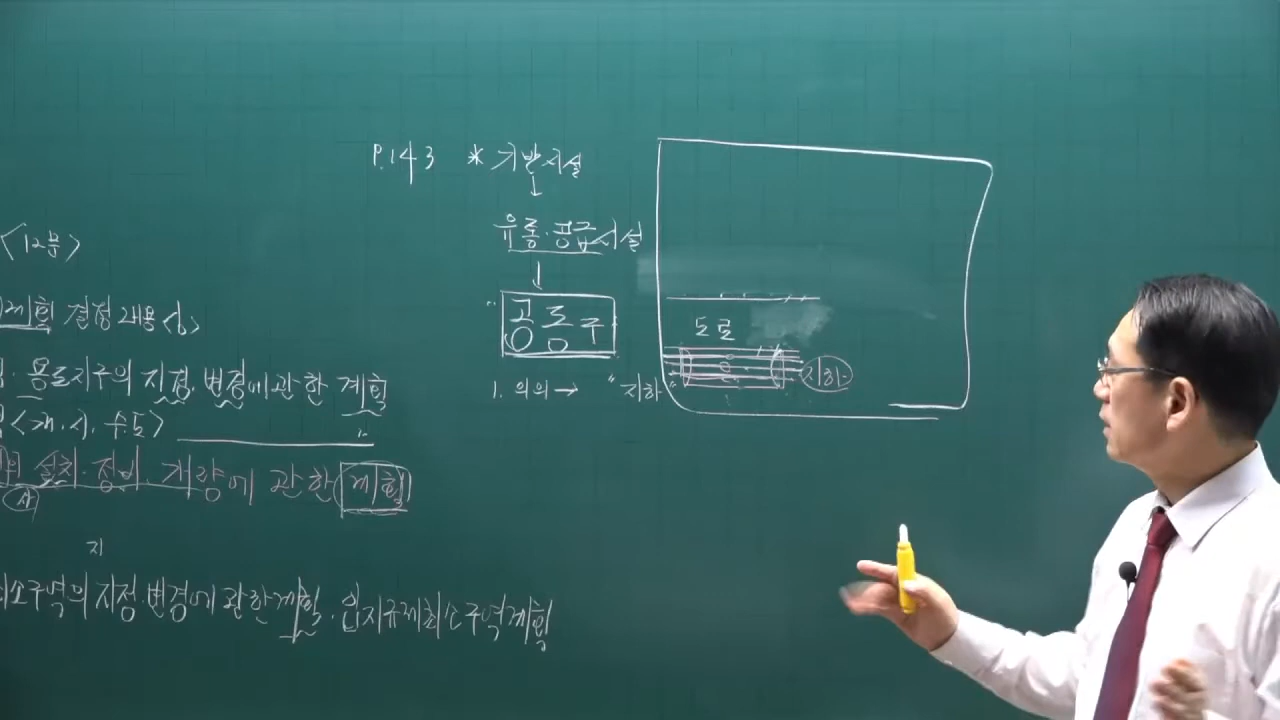 P.143 * 기반시설
↓
유통·공급시설
↓
"공동구
1. 의의 → "지하"
도로
지하
<12문>
계획 결정 내용<6>
용도지구의 지정·변경에 관한 계획
<개.시.수도>
설치·정비·개량에 관한 계획
지
구역의 지정·변경에 관한 계획·입지규제최소구역계획